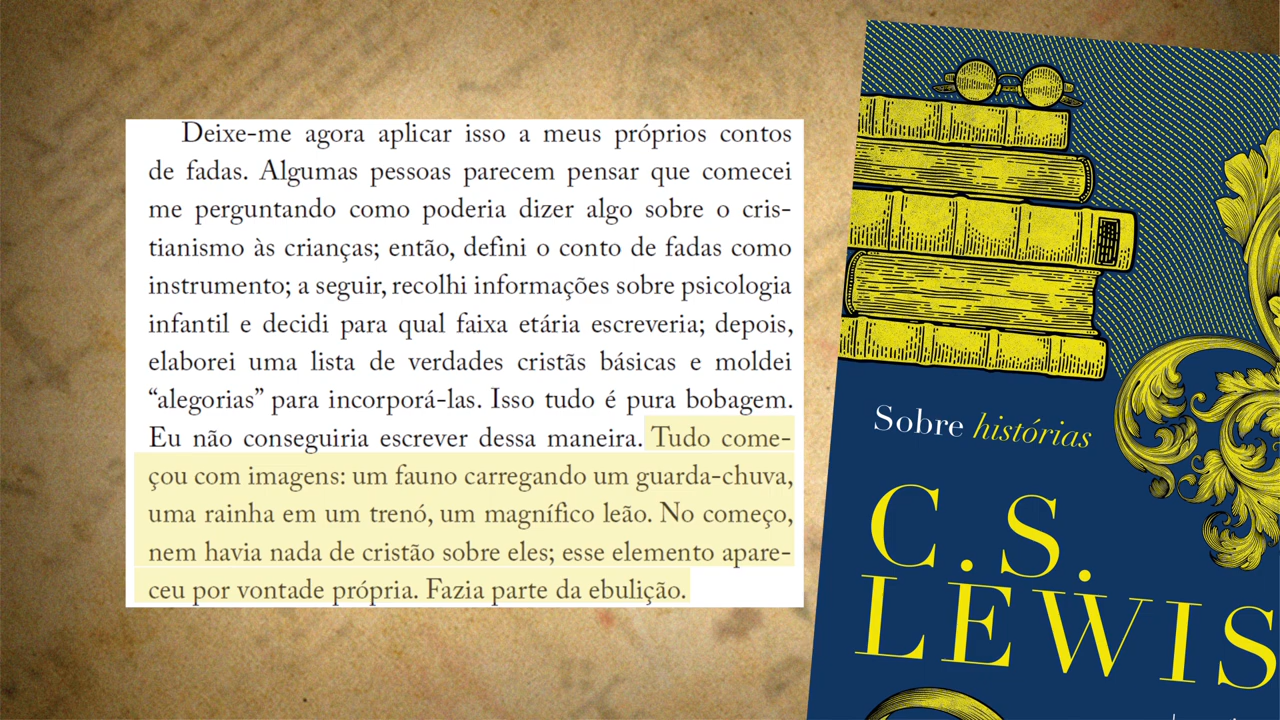 Deixe-me agora aplicar isso a meus próprios contos
de fadas. Algumas pessoas parecem pensar que comecei
me perguntando como poderia dizer algo sobre o cris-
tianismo às crianças; então, defini o conto de fadas como
instrumento; a seguir, recolhi informações sobre psicologia
infantil e decidi para qual faixa etária escreveria; depois,
elaborei uma lista de verdades cristãs básicas e moldei
“alegorias” para incorporá-las. Isso tudo é pura bobagem.
Eu não conseguiria escrever dessa maneira. Tudo come-
çou com imagens: um fauno carregando um guarda-chuva,
uma rainha em um trenó, um magnífico leão. No começo,
nem havia nada de cristão sobre eles; esse elemento apare-
ceu por vontade própria. Fazia parte da ebulição.
Sobre histórias
C.S.
LEWIS